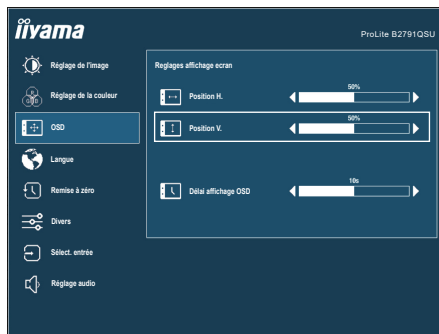 iiyama
ProLite B2791QSU
Réglage de l'image
Réglage de la couleur
R
G B
OSD
Langue
Remise à zéro
Divers
Sélect. entrée
Réglage audio
Reglages affichage ecran
Position H.
50%
Position V.
50%
Délai affichage OSD
10s